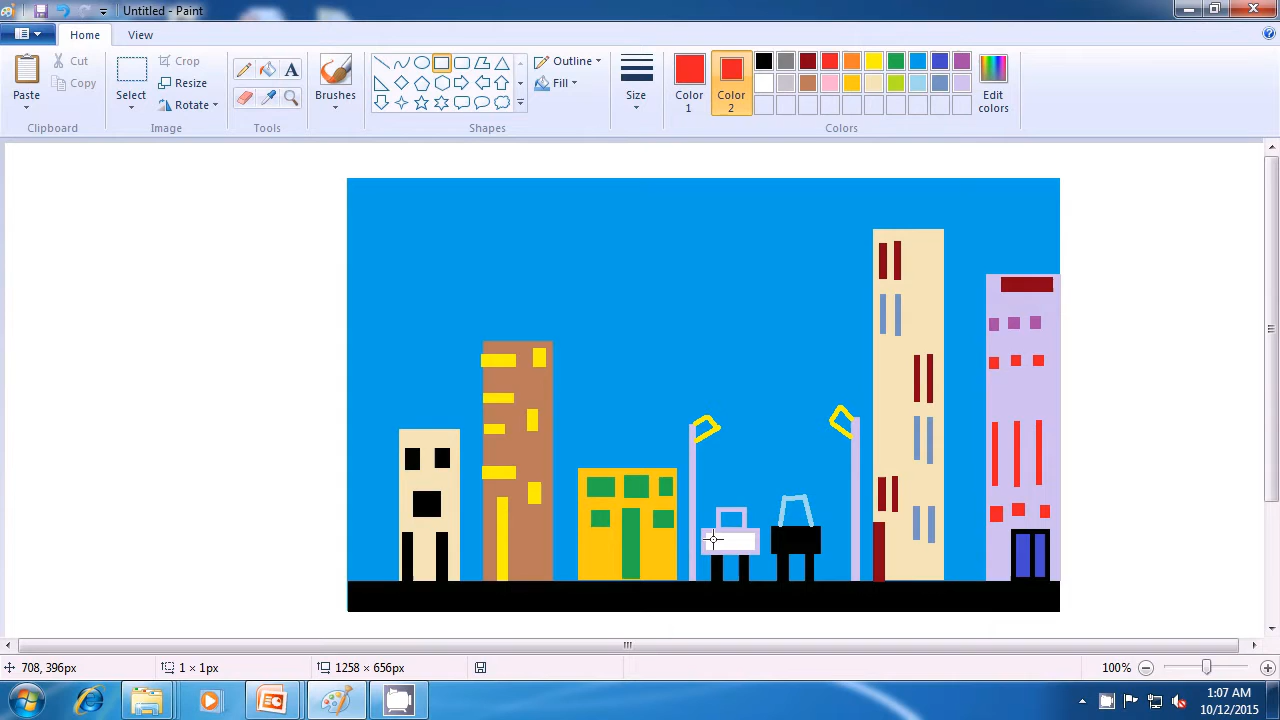 Untitled - Paint
Home
View
Paste
Cut
Copy
Clipboard
Select
Crop
Resize
Rotate
Image
A
Tools
Brushes
Outline
Fill
Shapes
Size
Color 1
Color 2
Edit colors
Colors
708, 396px
1 × 1px
1258 × 656px
100%
1:07 AM
10/12/2015